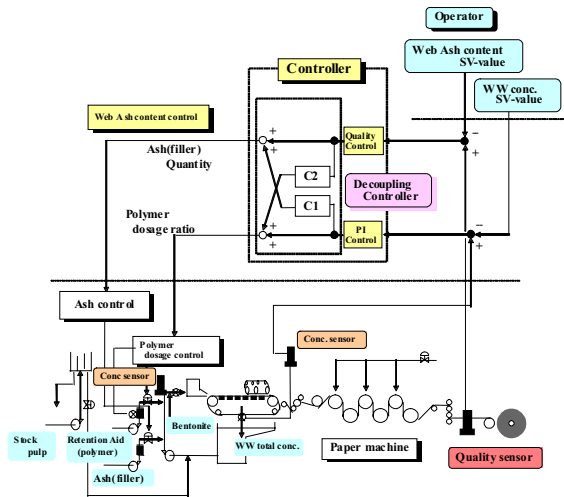 Operator
Web Ash content
SV-value
Controller
WW conc.
SV-value
Web Ash content control
−
+
+
Quality
Control
+
+
Ash(filler)
Quantity
C2
Decoupling
Controller
C1
Polymer
dosage ratio
+
+
PI
Control
−
+
Ash control
Polymer
dosage control
Conc. sensor
Conc sensor
Bentonite
Stock
pulp
Retention Aid
(polymer)
WW total conc.
Paper machine
Quality sensor
Ash(filler)